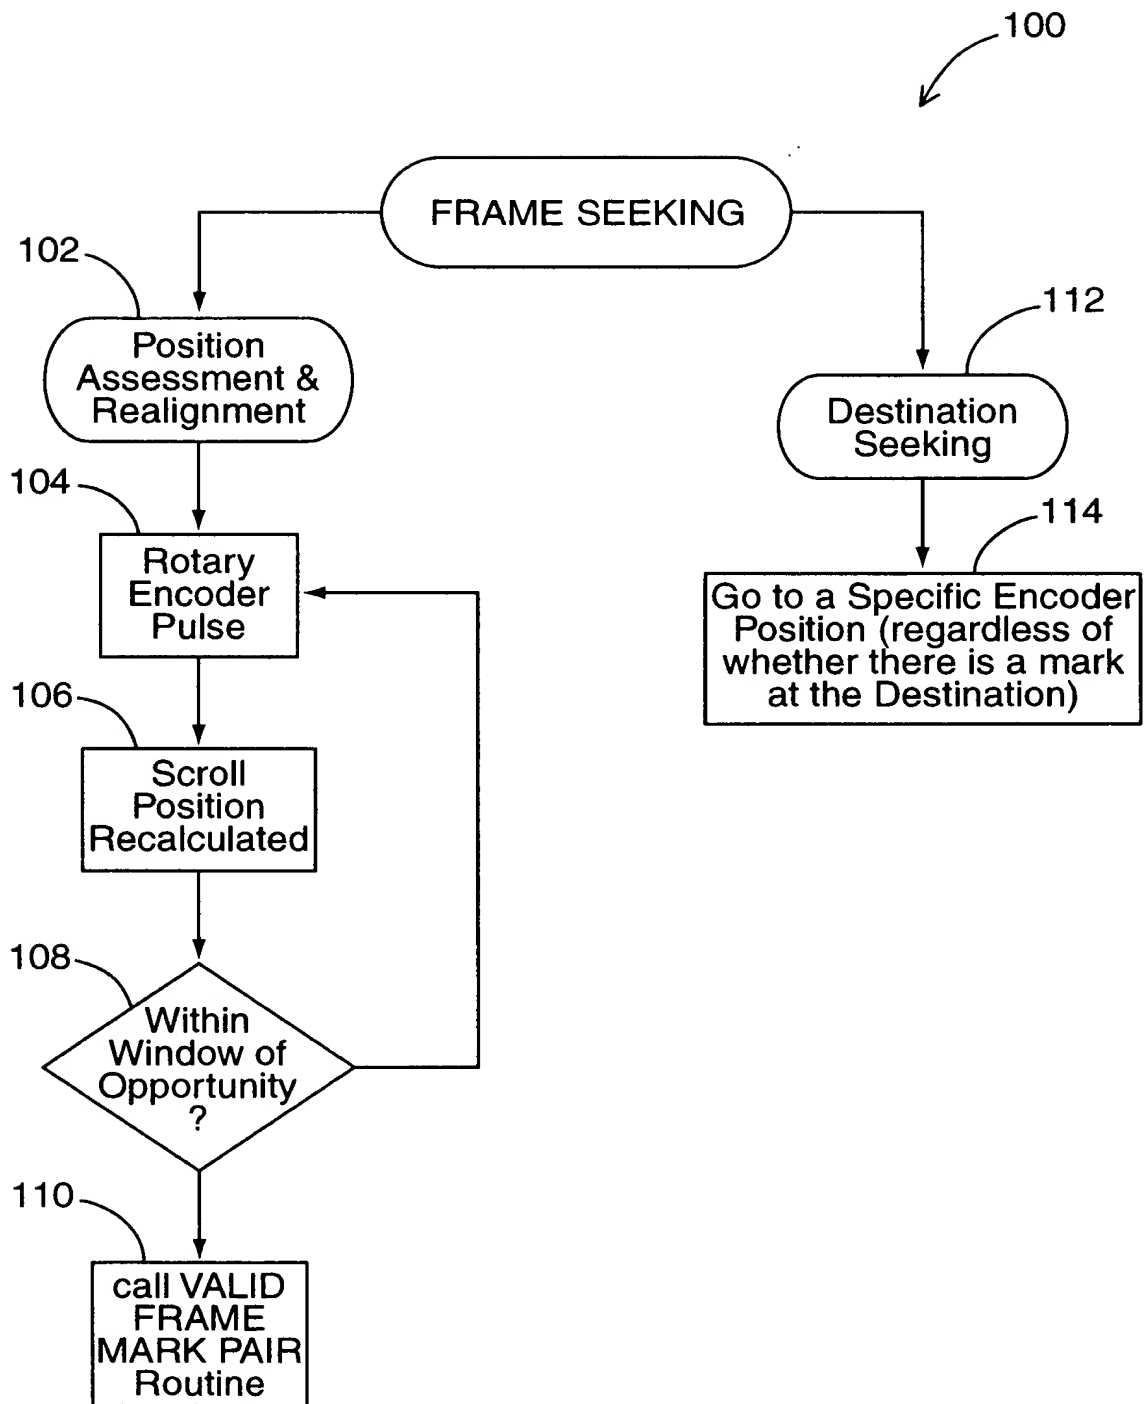 100
FRAME SEEKING
102
Position
Assessment &
Realignment
104
Rotary
Encoder
Pulse
106
Scroll
Position
Recalculated
108
Within
Window of
Opportunity
?
110
call VALID
FRAME
MARK PAIR
Routine
112
Destination
Seeking
114
Go to a Specific Encoder
Position (regardless of
whether there is a mark
at the Destination)